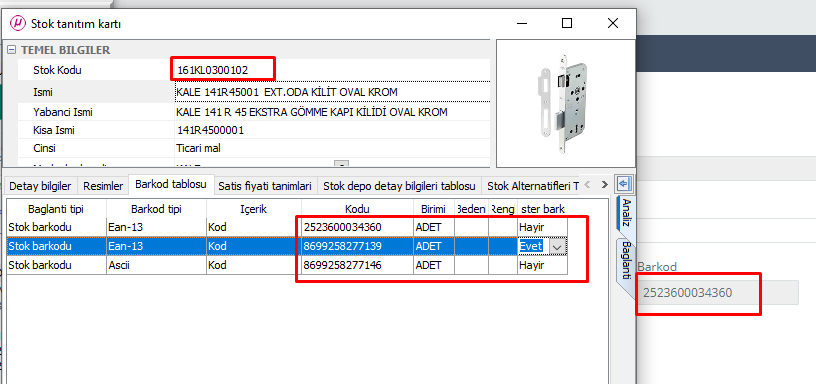 Stok tanıtım kartı
TEMEL BILGILER
Stok Kodu 161KL0300102
Ismi KALE 141R45001 EXT.ODA KİLİT OVAL KROM
Yabanci Ismi KALE 141 R 45 EKSTRA GÖMME KAPI KİLİDİ OVAL KROM
Kisa Ismi 141R4500001
Cinsi Ticari mal
Detay bilgiler Resimler Barkod tablosu Satis fiyati tanimlari Stok depo detay bilgileri tablosu Stok Alternatifleri T
Baglanti tipi Barkod tipi İçerik Kodu Birimi Beden Reng ster bark
Stok barkodu Ean-13 Kod 2523600034360 ADET Hayir
Stok barkodu Ean-13 Kod 8699258277139 ADET Evet
Stok barkodu Ascii Kod 8699258277146 ADET Hayir
Analiz
Baglanti
Barkod
2523600034360